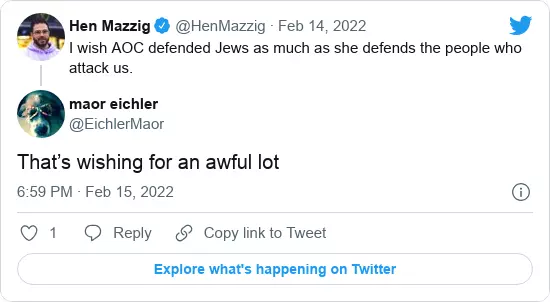 Hen Mazzig @HenMazzig · Feb 14, 2022
I wish AOC defended Jews as much as she defends the people who
attack us.
maor eichler
@EichlerMaor
That’s wishing for an awful lot
6:59 PM · Feb 15, 2022
1 Reply Copy link to Tweet
Explore what's happening on Twitter